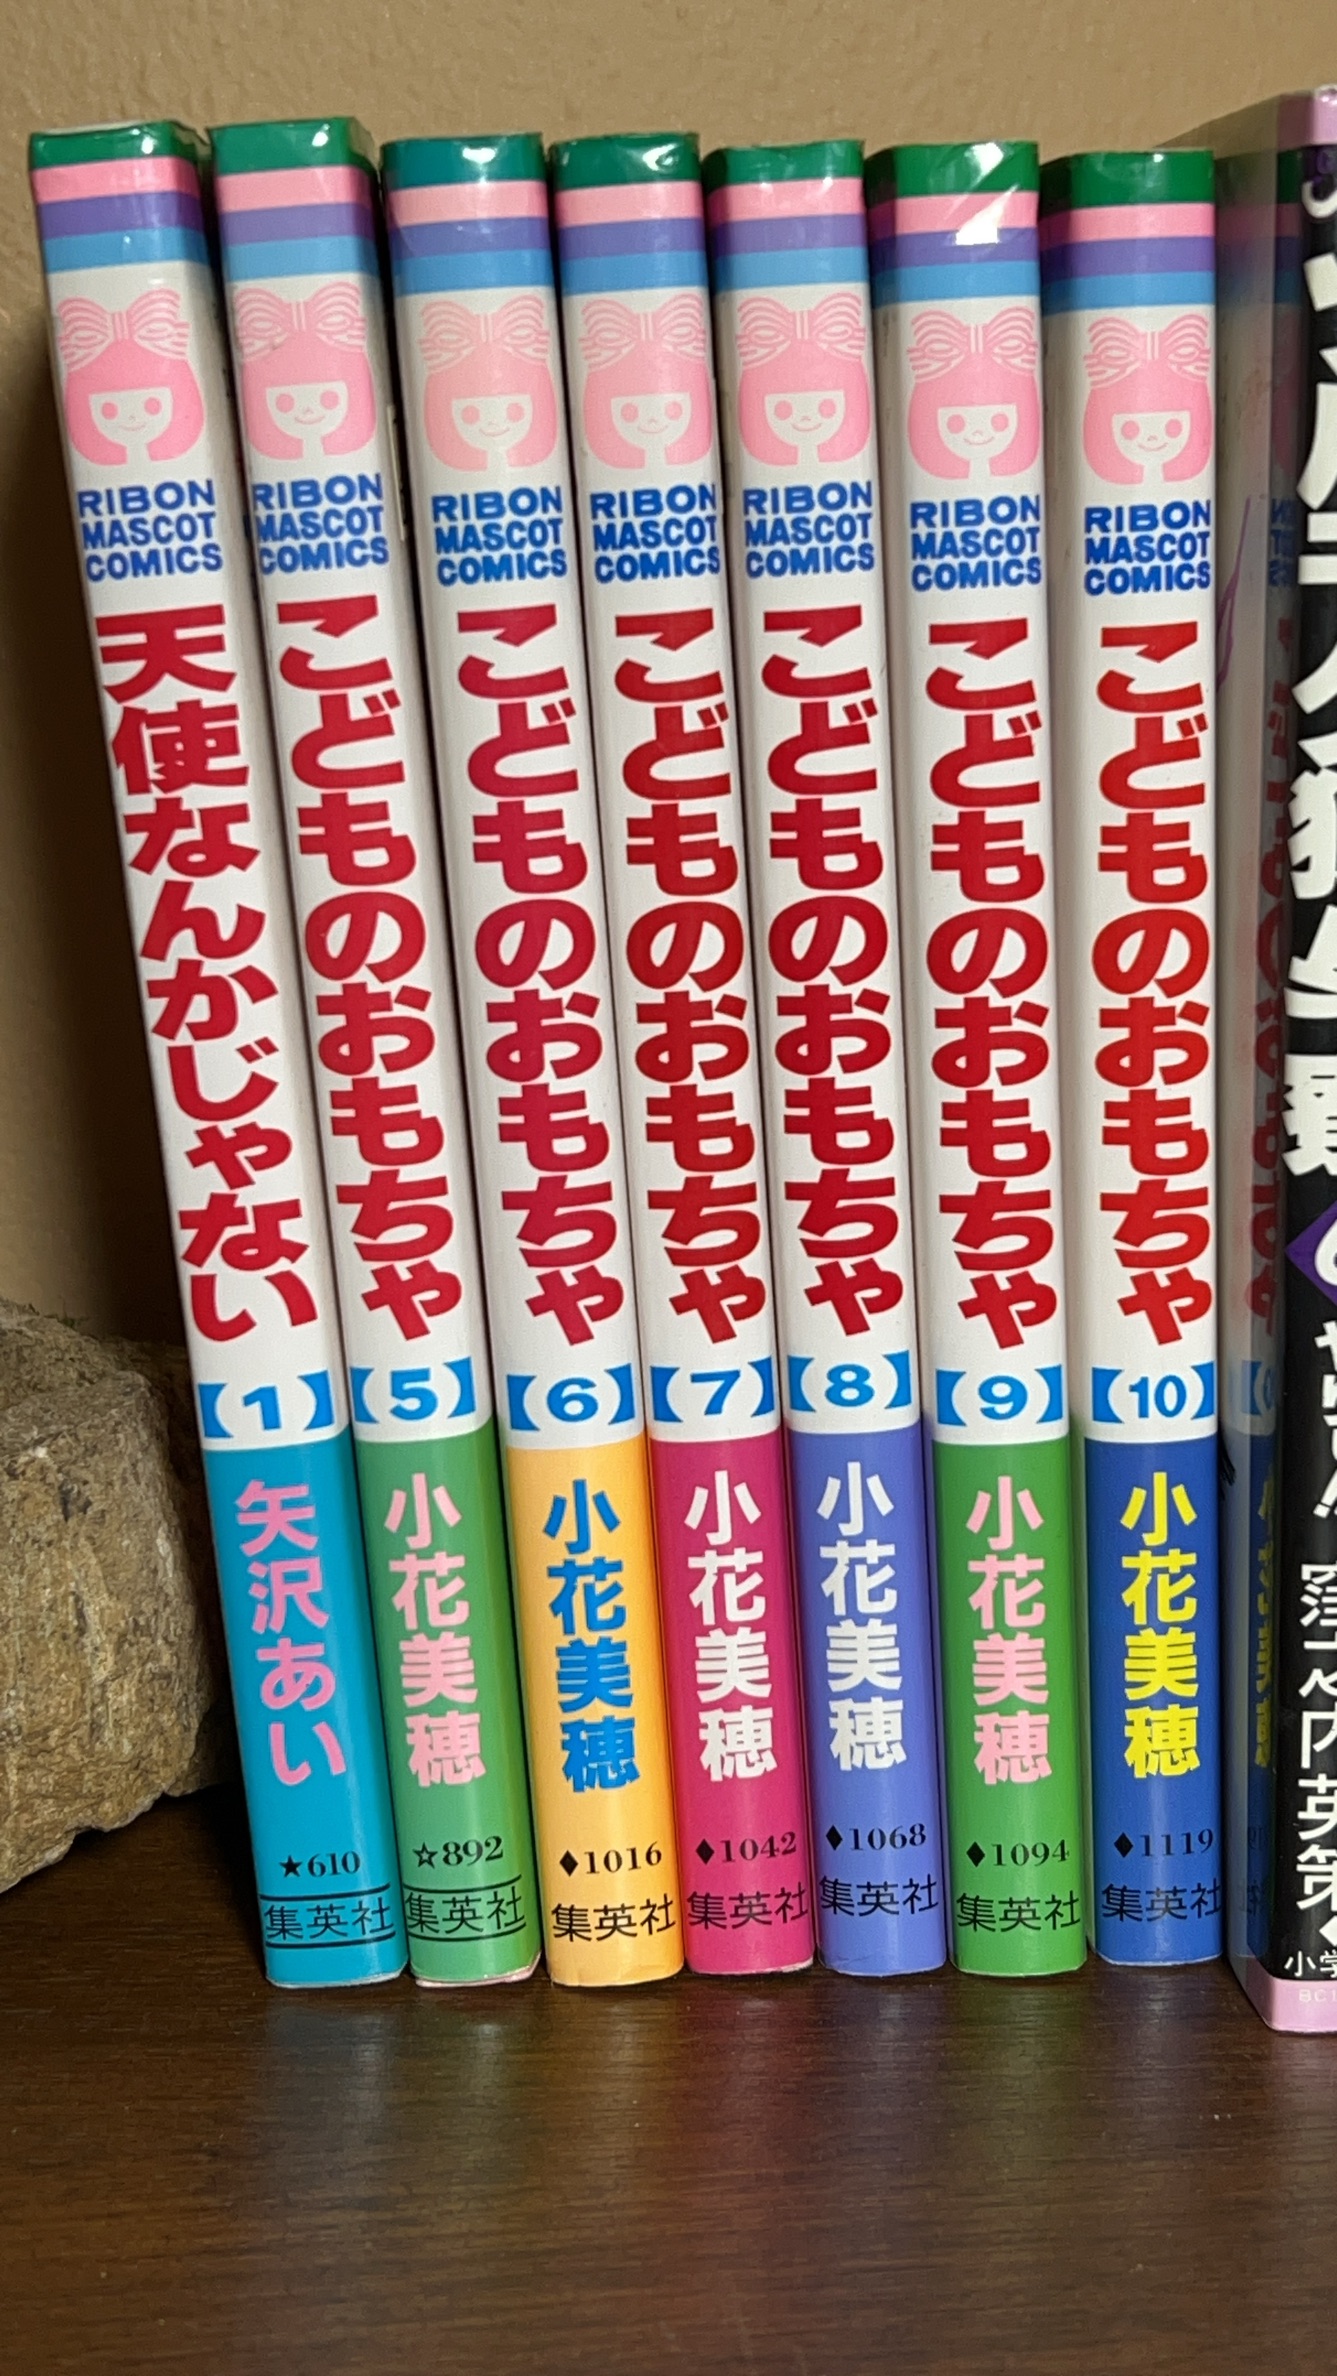 RIBON
MASCOT
COMICS
天使なんかじゃない
【1】
矢沢あい
★610
集英社
RIBON
MASCOT
COMICS
こどものおもちゃ
【5】
小花美穂
☆892
集英社
RIBON
MASCOT
COMICS
こどものおもちゃ
【6】
小花美穂
♦1016
集英社
RIBON
MASCOT
COMICS
こどものおもちゃ
【7】
小花美穂
♦1042
集英社
RIBON
MASCOT
COMICS
こどものおもちゃ
【8】
小花美穂
♦1068
集英社
RIBON
MASCOT
COMICS
こどものおもちゃ
【9】
小花美穂
♦1094
集英社
RIBON
MASCOT
COMICS
こどものおもちゃ
【10】
小花美穂
♦1119
集英社